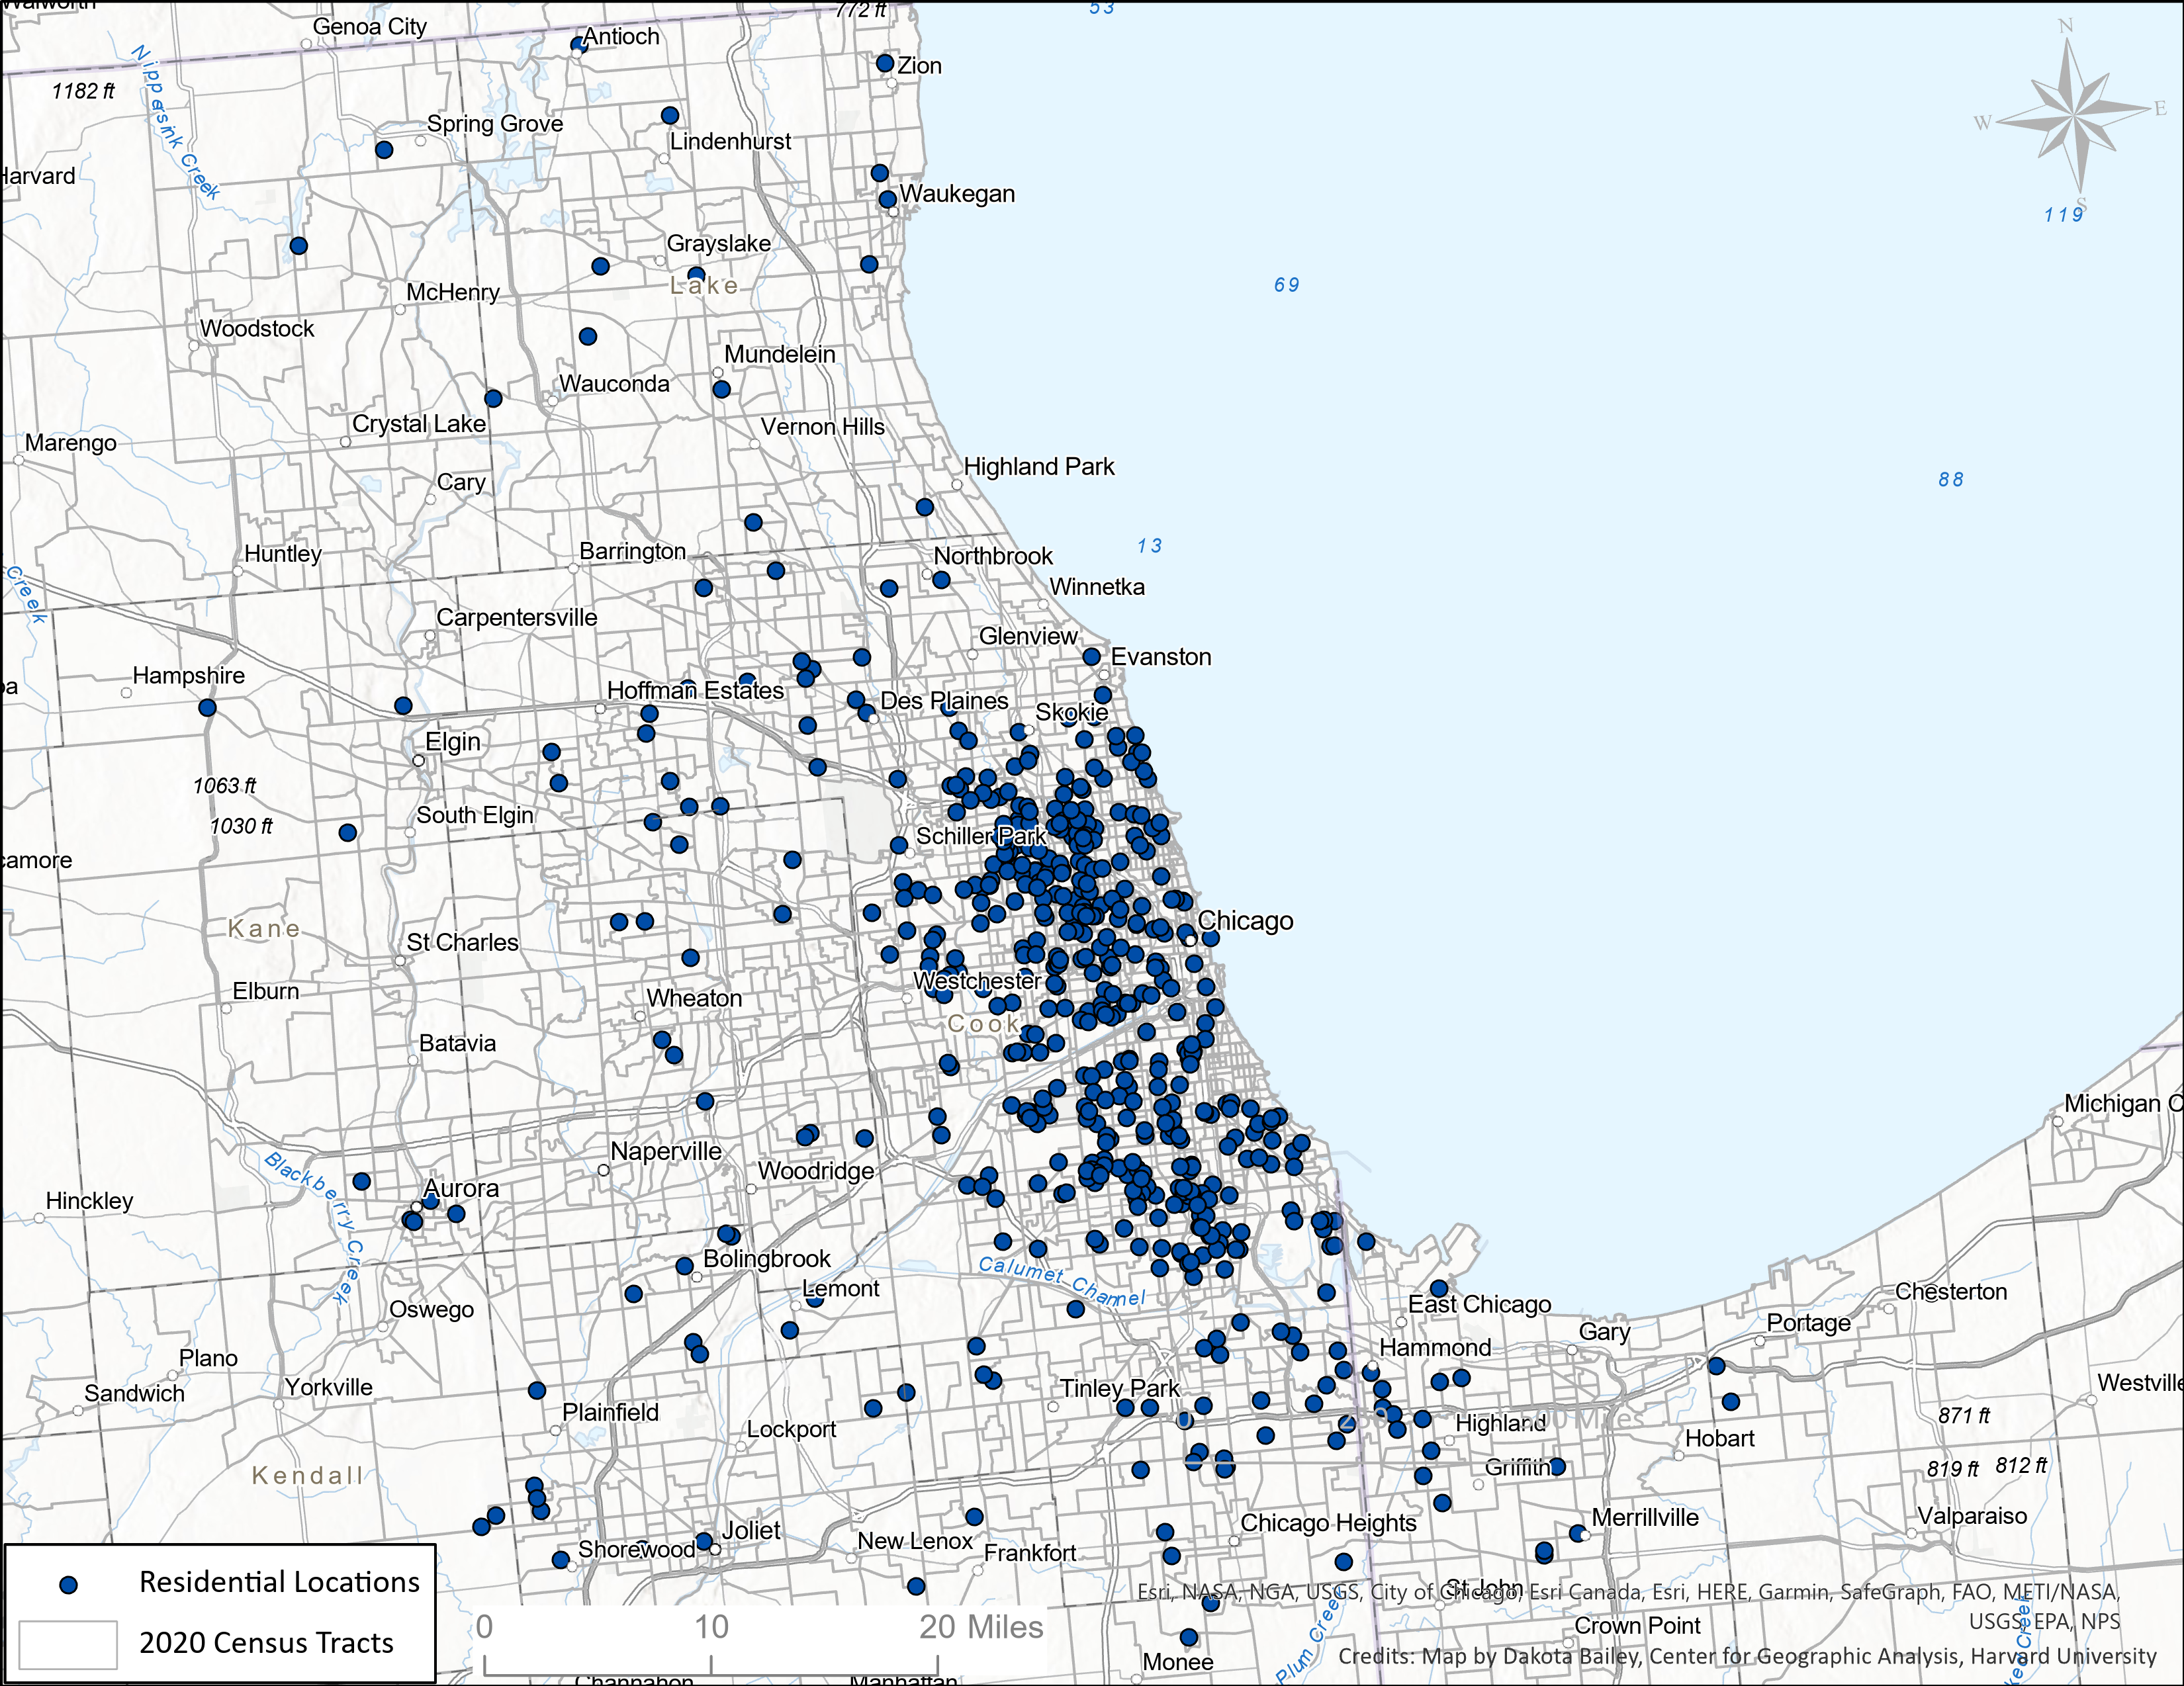 Walworth
772 ft
53
Genoa City
Antioch
N
Zion
1182 ft
Nippersink Creek
W
E
S
Spring Grove
Lindenhurst
Harvard
Waukegan
119
Grayslake
Lake
69
McHenry
Woodstock
Mundelein
Wauconda
Crystal Lake
Vernon Hills
Marengo
Highland Park
Cary
88
13
Huntley
Barrington
Northbrook
Creek
Winnetka
Carpentersville
Glenview
Evanston
Hampshire
pa
Hoffman Estates
Des Plaines
Skokie
Elgin
1063 ft
South Elgin
1030 ft
Schiller Park
camore
Kane
Chicago
St Charles
Westchester
Elburn
Wheaton
Cook
Batavia
Michigan C
Naperville
Woodridge
Blackberry Creek
Aurora
Hinckley
Bolingbrook
Calumet Channel
Lemont
Oswego
East Chicago
Chesterton
Gary
Portage
Hammond
Plano
Sandwich
Yorkville
Tinley Park
Westville
Plainfield
Lockport
Highland
871 ft
Hobart
Kendall
Griffith
819 ft
812 ft
Joliet
Shorewood
New Lenox
Frankfort
Chicago Heights
Merrillville
Valparaiso
Residential Locations
2020 Census Tracts
0 10 20 Miles
St John
Esri, NASA, NGA, USGS, City of Chicago, Esri Canada, Esri, HERE, Garmin, SafeGraph, FAO, METI/NASA,
USGS, EPA, NPS
Crown Point
Plum Creek
Credits: Map by Dakota Bailey, Center for Geographic Analysis, Harvard University
Monee
Channahon
Manhattan